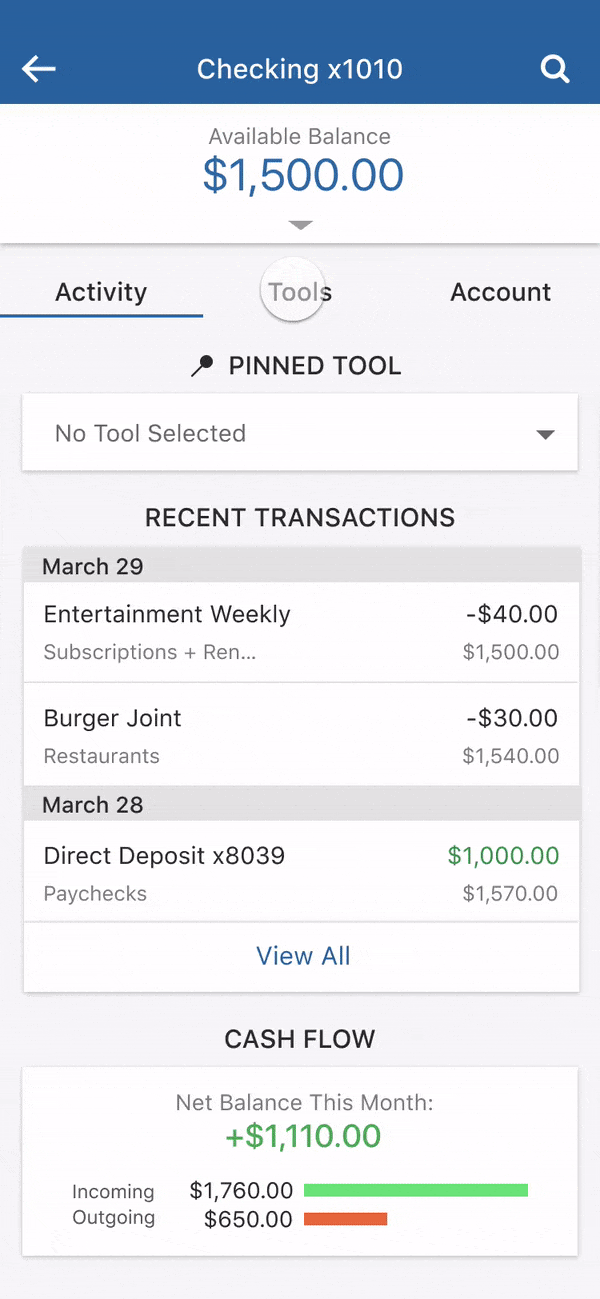 Checking x1010
Available Balance
$1,500.00
Activity
Tools
Account
PINNED TOOL
No Tool Selected
RECENT TRANSACTIONS
March 29
Entertainment Weekly -$40.00
Subscriptions + Ren... $1,500.00
Burger Joint -$30.00
Restaurants $1,540.00
March 28
Direct Deposit x8039 $1,000.00
Paychecks $1,570.00
View All
CASH FLOW
Net Balance This Month:
+$1,110.00
Incoming $1,760.00
Outgoing $650.00